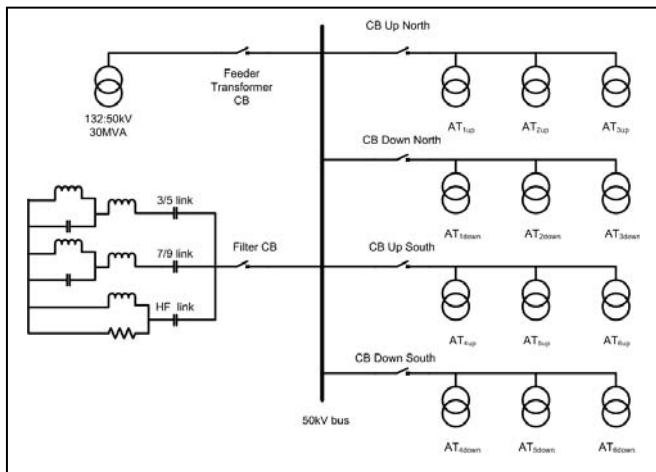 CB Up North
Feeder
Transformer
CB
132:50kV
30MVA
AT1up
AT2up
AT3up
CB Down North
AT1down
AT2down
AT3down
3/5 link
7/9 link
Filter CB
HF link
CB Up South
AT4up
AT5up
AT6up
CB Down South
50kV bus
AT4down
AT5down
AT6down